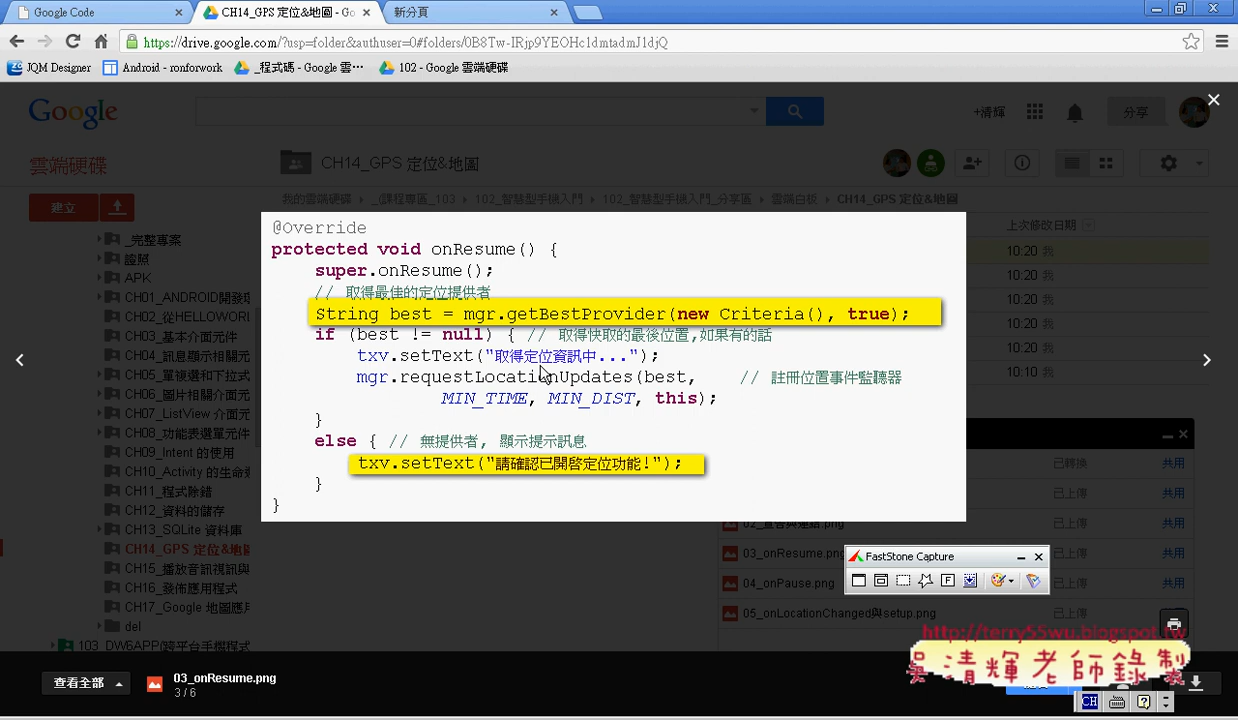 Google Code
CH14_GPS 定位&地圖 - Go
新分頁
https://drive.google.com/?usp=folder&authuser=0#folders/0B8Tw-IRjp9YEOHc1dmtadmJ1djQ
JQM Designer
Android - ronforwork
_程式碼 - Google 雲…
102 - Google 雲端硬碟
Google
+清輝
分享
雲端硬碟
CH14_GPS 定位&地圖
建立
我的雲端硬碟 > _(課程專區_103 > 102_智慧型手機入門 > 102_智慧型手機入門_分享區 > 雲端白板 > CH14_GPS 定位&地圖
上次修改日期
_完整專案
證照
APK
CH01_ANDROID開發環
CH02_從HELLOWORL
CH03_基本介面元件
CH04_訊息顯示相關元
CH05_單複選和下拉式
CH06_圖片相關介面元
CH07_ListView 介面元
CH08_功能表選單元件
CH09_Intent 的使用
CH10_Activity 的生命
CH11_程式除錯
CH12_資料的儲存
CH13_SQLite 資料庫
CH14_GPS 定位&地圖
CH15_播放音訊視訊與
CH16_發佈應用程式
CH17_Google 地圖應用
del
103_DW6APP(跨平台手機程式
10:20 我
10:20 我
10:20 我
10:20 我
10:20 我
10:10 我
@Override
protected void onResume() {
super.onResume();
// 取得最佳的定位提供者
String best = mgr.getBestProvider(new Criteria(), true);
if (best != null) { // 取得快取的最後位置,如果有的話
txv.setText("取得定位資訊中...");
mgr.requestLocationUpdates(best, // 註冊位置事件監聽器
MIN_TIME, MIN_DIST, this);
}
else { // 無提供者, 顯示提示訊息
txv.setText("請確認已開啓定位功能!");
}
}
已轉換 共用
已上傳 共用
已上傳 共用
03_onResume.png 已上傳 共用
04_onPause.png 已上傳 共用
05_onLocationChanged與setup.png 已上傳 共用
FastStone Capture
http://terry55wu.blogspot.tw
吳清輝老師錄製
查看全部
03_onResume.png
3 / 6
CH